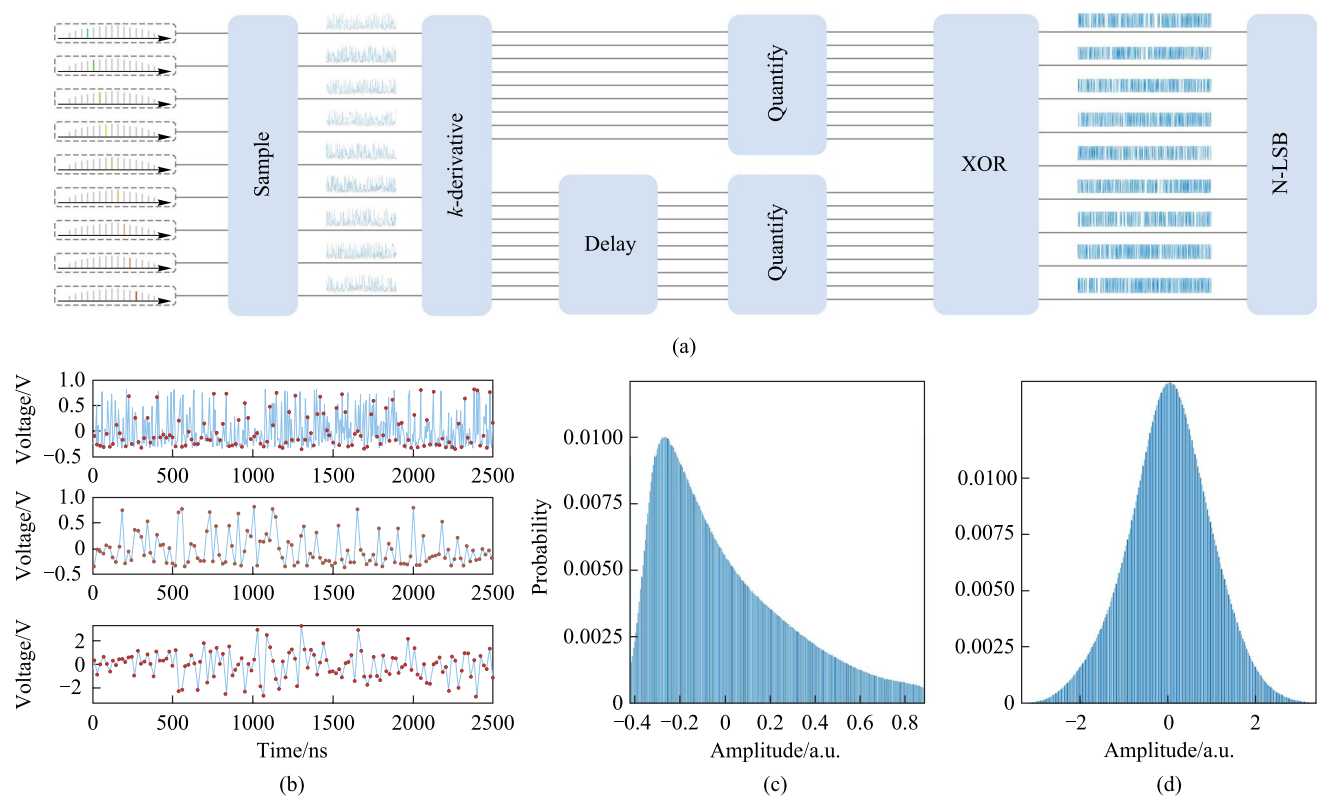 Sample
k-derivative
Delay
Quantify
Quantify
XOR
N-LSB
(a)
Voltage/V
1.0
0.5
0
−0.5
0 500 1000 1500 2000 2500
Voltage/V
1.0
0.5
0
−0.5
0 500 1000 1500 2000 2500
Voltage/V
2
0
−2
0 500 1000 1500 2000 2500
Time/ns
(b)
Probability
0.0100
0.0075
0.0050
0.0025
0
−0.4 −0.2 0 0.2 0.4 0.6 0.8
Amplitude/a.u.
(c)
0.0100
0.0075
0.0050
0.0025
0
−2 0 2
Amplitude/a.u.
(d)